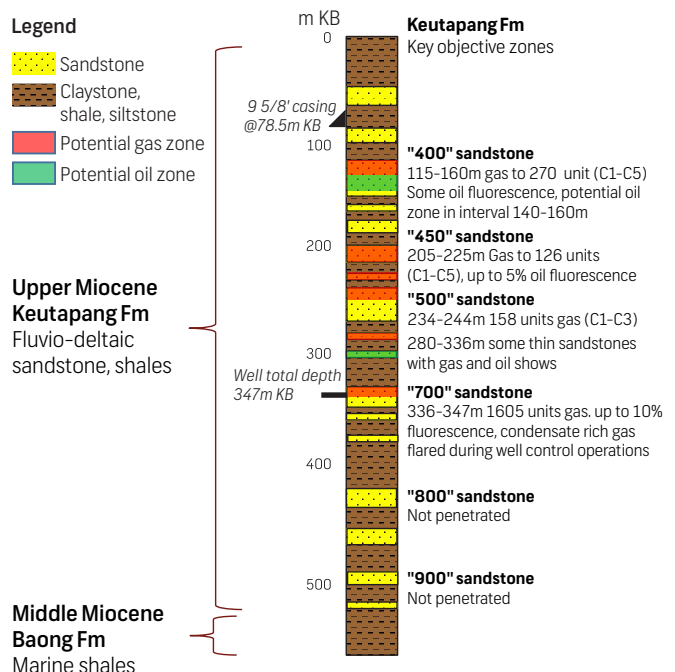 Legend
Sandstone
Claystone,
shale, siltstone
Potential gas zone
Potential oil zone
Upper Miocene
Keutapang Fm
Fluvio-deltaic
sandstone, shales
Middle Miocene
Baong Fm
Marine shales
m KB
0
9 5/8' casing
@78.5m KB
100
200
300
Well total depth
347m KB
400
500
Keutapang Fm
Key objective zones
"400" sandstone
115-160m gas to 270 unit (C1-C5)
Some oil fluorescence, potential oil
zone in interval 140-160m
"450" sandstone
205-225m Gas to 126 units
(C1-C5), up to 5% oil fluorescence
"500" sandstone
234-244m 158 units gas (C1-C3)
280-336m some thin sandstones
with gas and oil shows
"700" sandstone
336-347m 1605 units gas. up to 10%
fluorescence, condensate rich gas
flared during well control operations
"800" sandstone
Not penetrated
"900" sandstone
Not penetrated